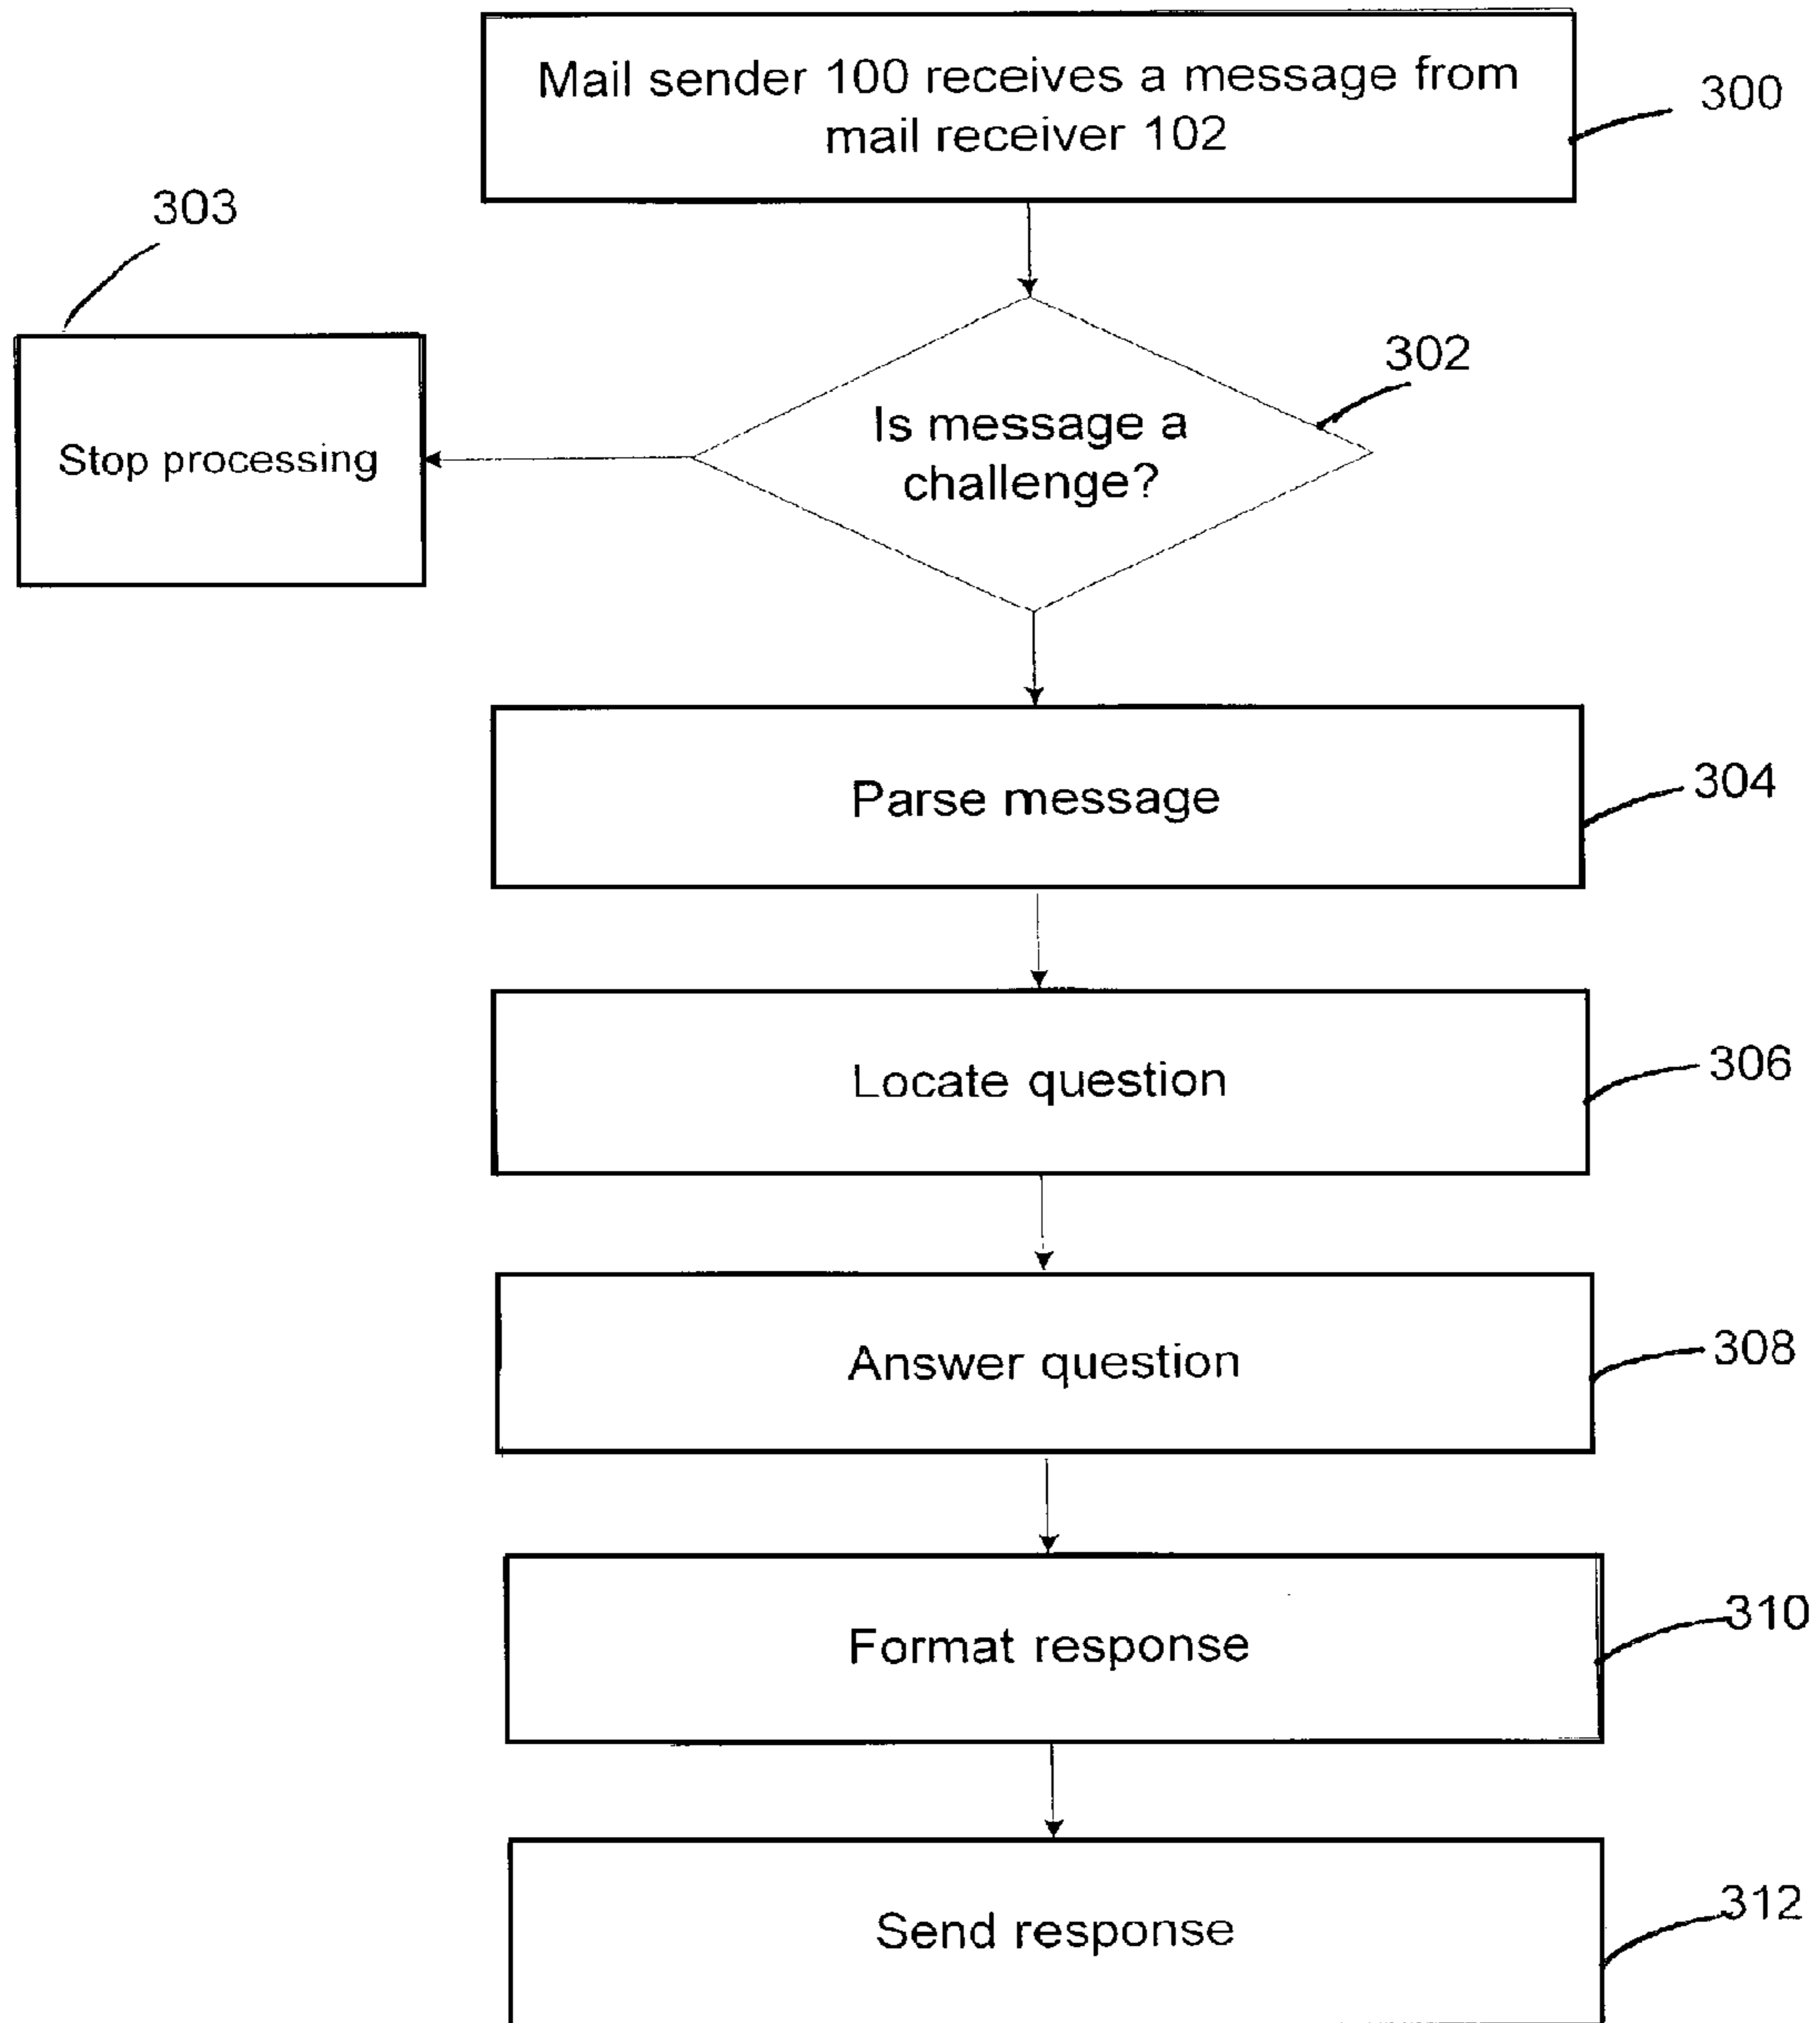 Mail sender 100 receives a message from
mail receiver 102
300
303
302
Is message a
challenge?
Stop processing
304
Parse message
306
Locate question
308
Answer question
310
Format response
312
Send response